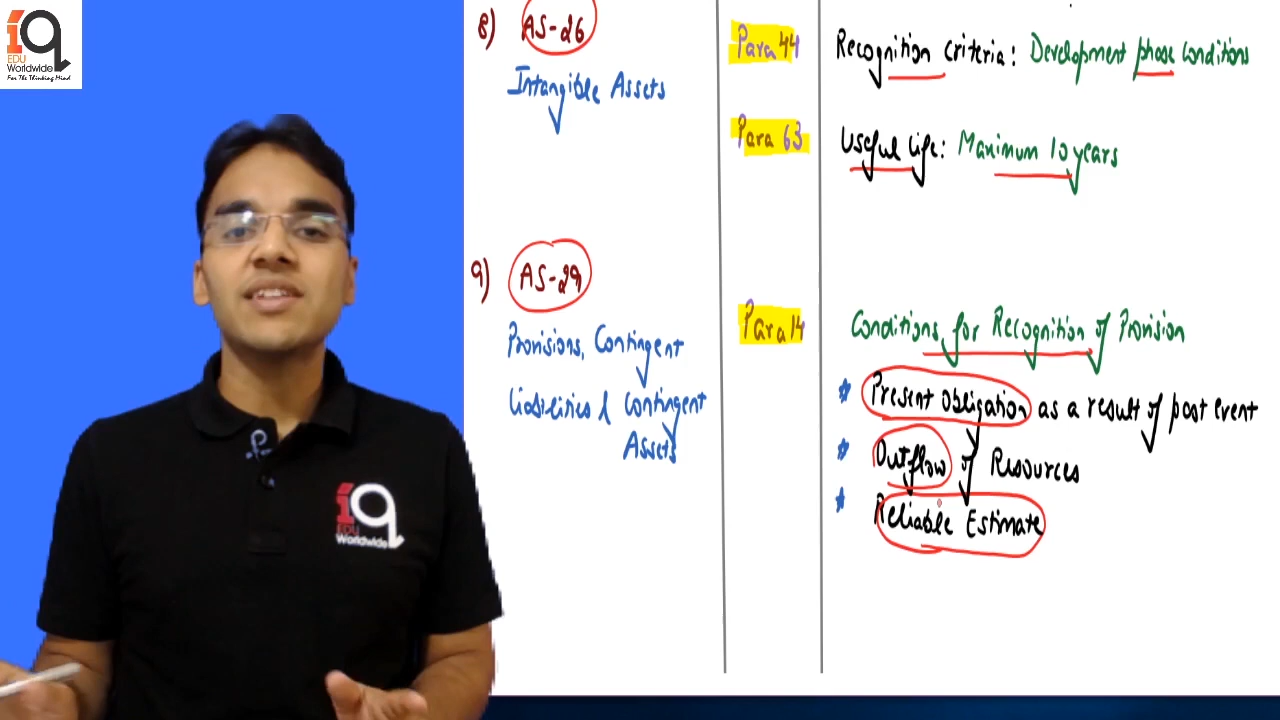 iq
EDU
Worldwide
For The Thinking Mind
8) AS-26
Intangible Assets
Para 44
Recognition criteria: Development phase conditions
Para 63
Useful life: Maximum 10 years
9) AS-29
Provisions, Contingent
Liabilities & Contingent
Assets
Para 14
Conditions for Recognition of Provision
* Present obligation as a result of past event
* Outflow of Resources
* Reliable Estimate
iq
EDU
Worldwide